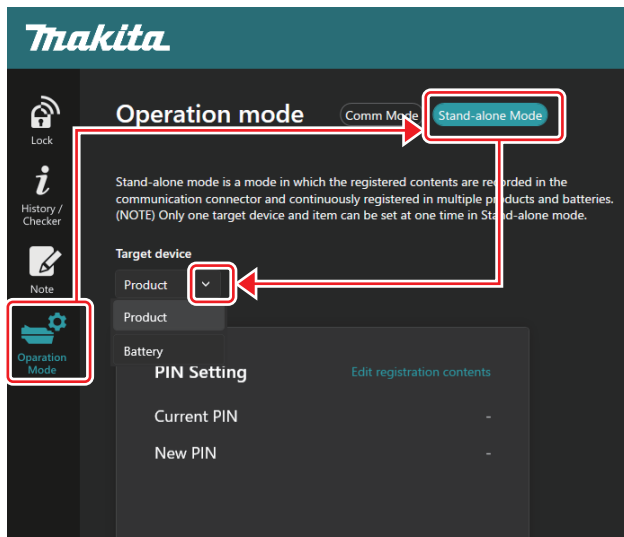 Makita
Lock
History /
Checker
Note
Operation
Mode
Operation mode
Comm Mode
Stand-alone Mode
Stand-alone mode is a mode in which the registered contents are recorded in the
communication connector and continuously registered in multiple products and batteries.
(NOTE) Only one target device and item can be set at one time in Stand-alone mode.
Target device
Product
Product
Battery
PIN Setting
Edit registration contents
Current PIN -
New PIN -